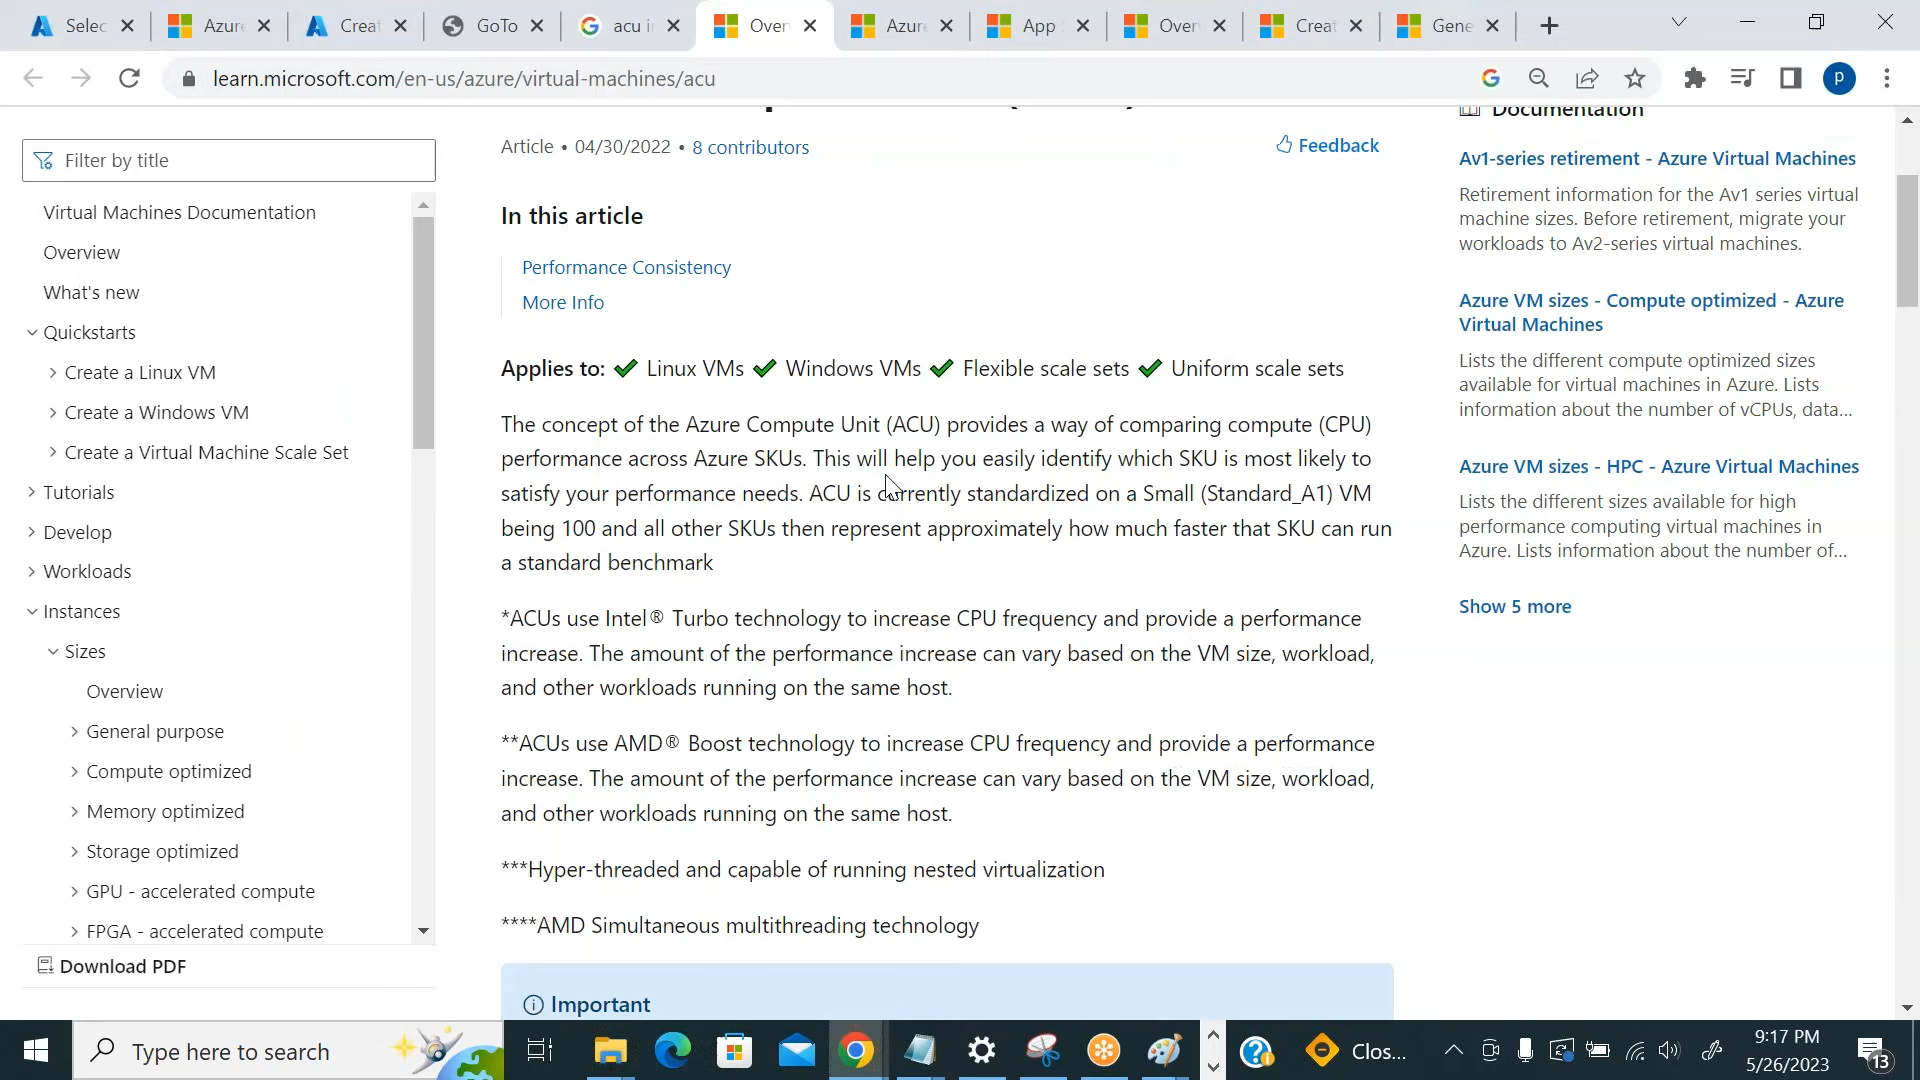 Selec
Azure
Creat
GoTo
acu in
Over
Azure
App
Over
Creat
Gene
learn.microsoft.com/en-us/azure/virtual-machines/acu
p
Filter by title
Virtual Machines Documentation
Overview
What's new
Quickstarts
Create a Linux VM
Create a Windows VM
Create a Virtual Machine Scale Set
Tutorials
Develop
Workloads
Instances
Sizes
Overview
General purpose
Compute optimized
Memory optimized
Storage optimized
GPU - accelerated compute
FPGA - accelerated compute
Download PDF
Article • 04/30/2022 • 8 contributors
Feedback
In this article
Performance Consistency
More Info
Applies to: ✔ Linux VMs ✔ Windows VMs ✔ Flexible scale sets ✔ Uniform scale sets
The concept of the Azure Compute Unit (ACU) provides a way of comparing compute (CPU)
performance across Azure SKUs. This will help you easily identify which SKU is most likely to
satisfy your performance needs. ACU is currently standardized on a Small (Standard_A1) VM
being 100 and all other SKUs then represent approximately how much faster that SKU can run
a standard benchmark
*ACUs use Intel® Turbo technology to increase CPU frequency and provide a performance
increase. The amount of the performance increase can vary based on the VM size, workload,
and other workloads running on the same host.
**ACUs use AMD® Boost technology to increase CPU frequency and provide a performance
increase. The amount of the performance increase can vary based on the VM size, workload,
and other workloads running on the same host.
***Hyper-threaded and capable of running nested virtualization
****AMD Simultaneous multithreading technology
Important
Documentation
Av1-series retirement - Azure Virtual Machines
Retirement information for the Av1 series virtual
machine sizes. Before retirement, migrate your
workloads to Av2-series virtual machines.
Azure VM sizes - Compute optimized - Azure
Virtual Machines
Lists the different compute optimized sizes
available for virtual machines in Azure. Lists
information about the number of vCPUs, data...
Azure VM sizes - HPC - Azure Virtual Machines
Lists the different sizes available for high
performance computing virtual machines in
Azure. Lists information about the number of...
Show 5 more
Type here to search
Clos...
9:17 PM
5/26/2023
13